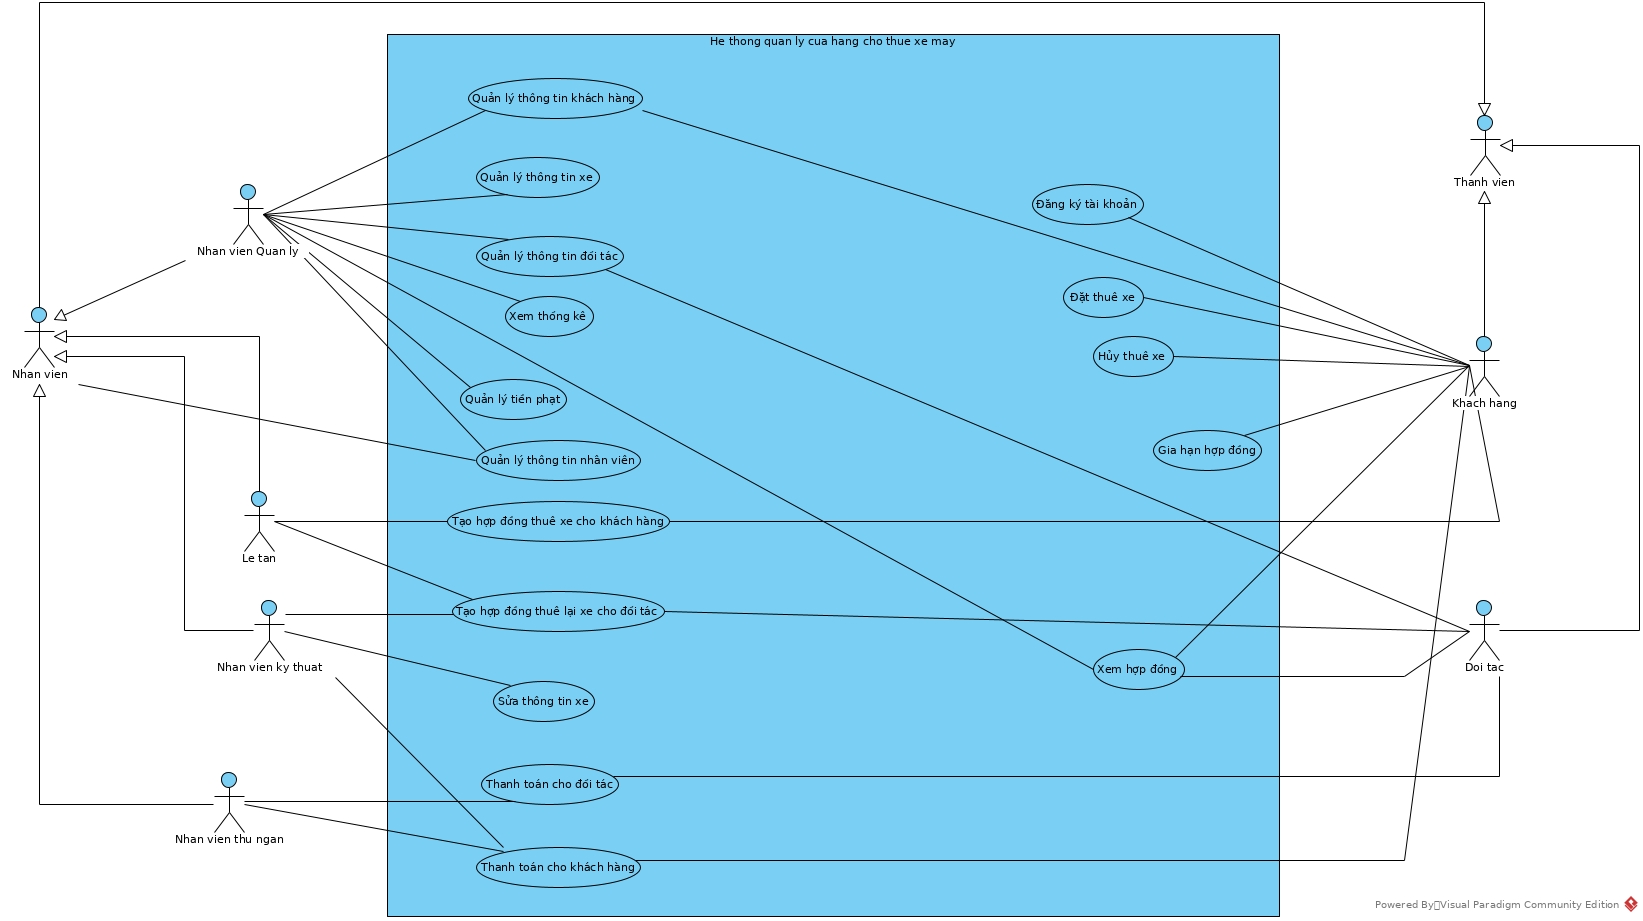 He thong quan ly cua hang cho thue xe may
Quản lý thông tin khách hàng
Quản lý thông tin xe
Thanh vien
Đăng ký tài khoản
Nhan vien Quan ly
Quản lý thông tin đối tác
Đặt thuê xe
Xem thống kê
Hủy thuê xe
Nhan vien
Quản lý tiền phạt
Khach hang
Gia hạn hợp đồng
Quản lý thông tin nhân viên
Tạo hợp đồng thuê xe cho khách hàng
Le tan
Tạo hợp đồng thuê lại xe cho đối tác
Nhan vien ky thuat
Xem hợp đồng
Doi tac
Sửa thông tin xe
Thanh toán cho đối tác
Nhan vien thu ngan
Thanh toán cho khách hàng
Powered By Visual Paradigm Community Edition